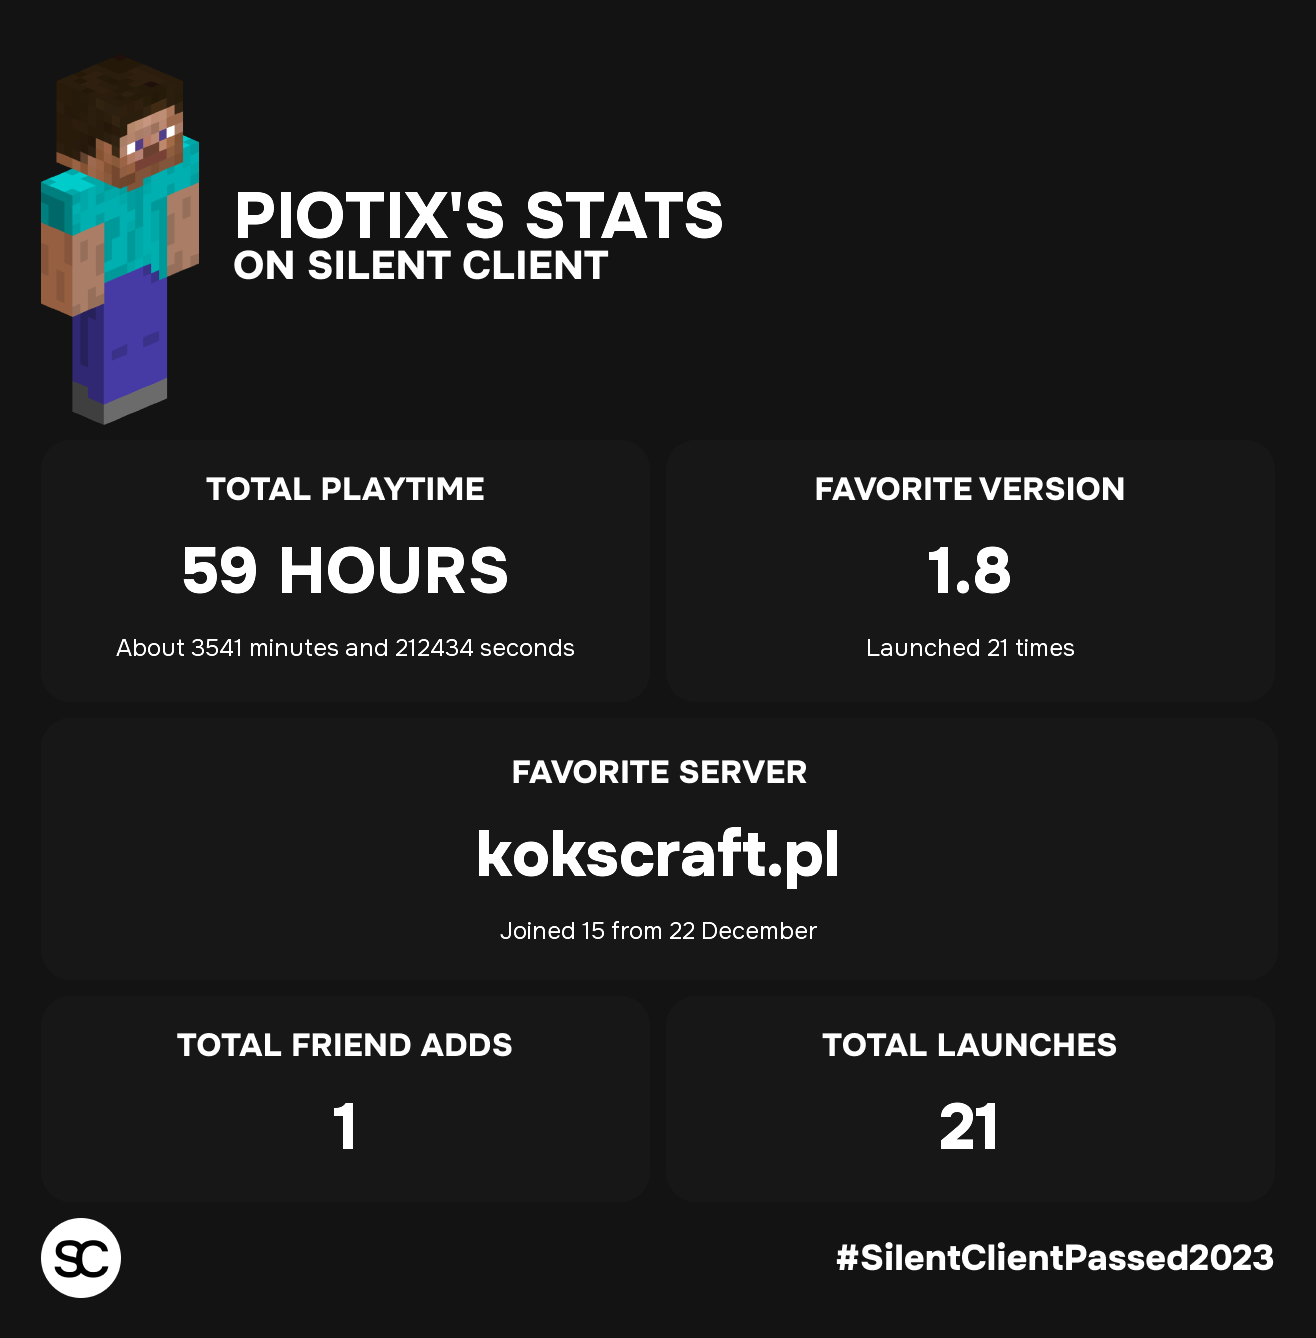 PIOTIX'S STATS
ON SILENT CLIENT
TOTAL PLAYTIME
59 HOURS
About 3541 minutes and 212434 seconds
FAVORITE VERSION
1.8
Launched 21 times
FAVORITE SERVER
kokscraft.pl
Joined 15 from 22 December
TOTAL FRIEND ADDS
1
TOTAL LAUNCHES
21
SC
#SilentClientPassed2023